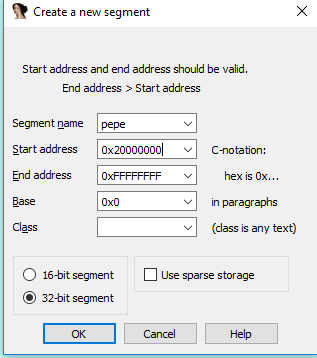 Create a new segment
Start address and end address should be valid.
End address > Start address
Segment name pepe
Start address 0x20000000 C-notation:
End address 0xFFFFFFFF hex is 0x...
Base 0x0 in paragraphs
Class (class is any text)
16-bit segment Use sparse storage
32-bit segment
OK Cancel Help